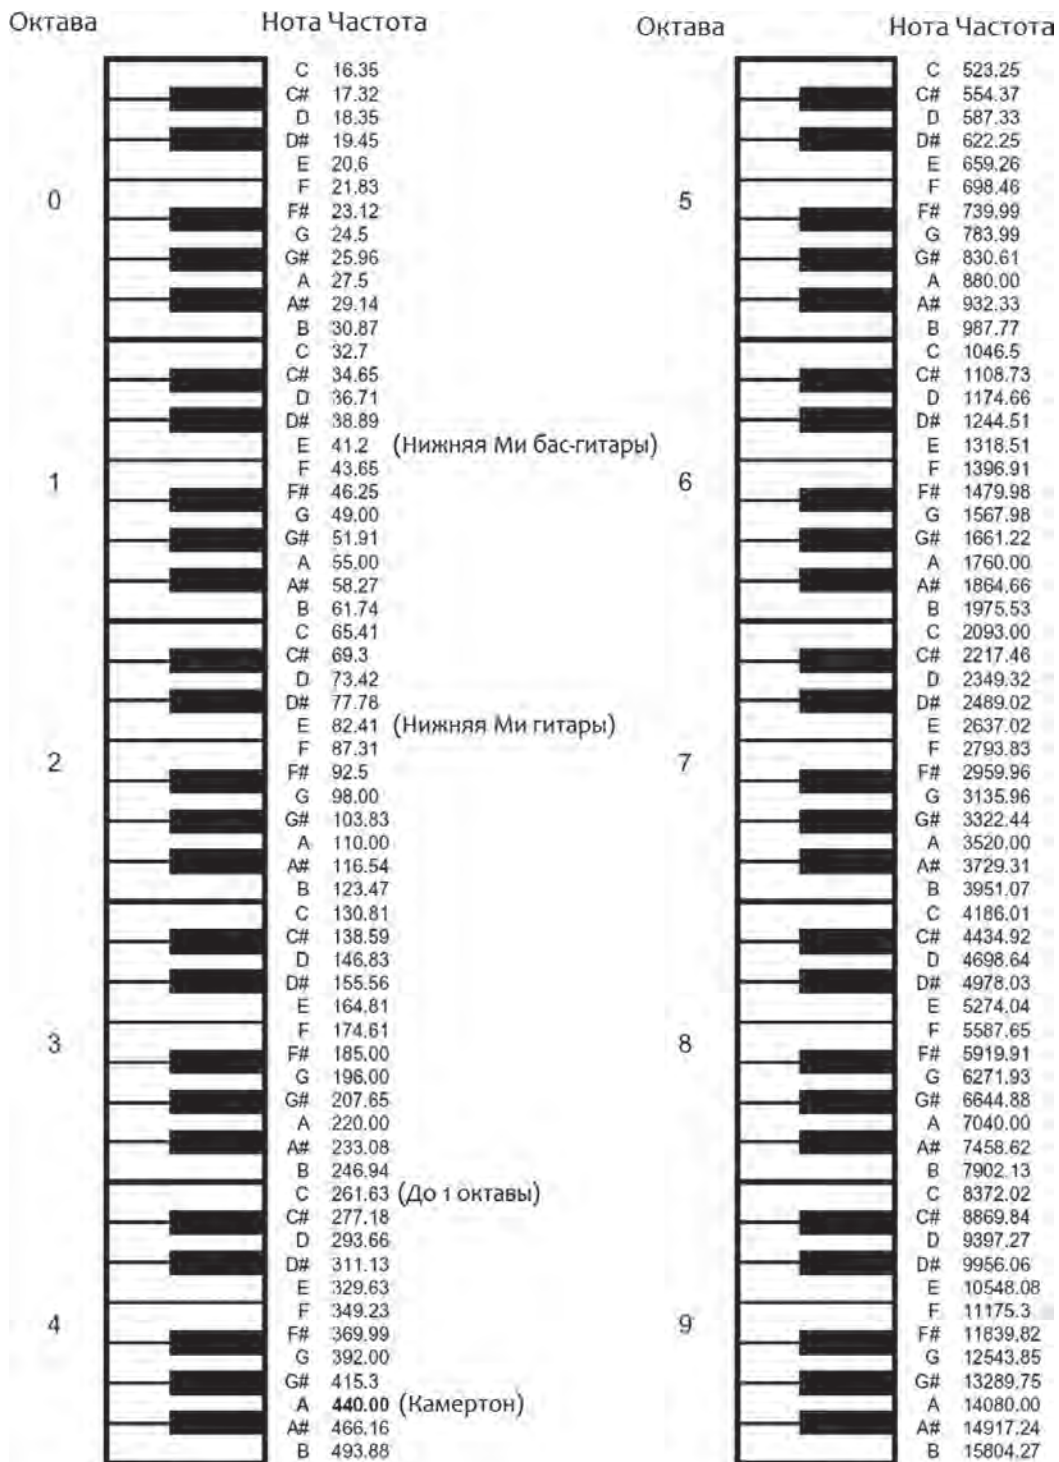 Октава Нота Частота
C 16.35
C# 17.32
D 18.35
D# 19.45
E 20,6
F 21.83
0
F# 23.12
G 24.5
G# 25.96
A 27.5
A# 29.14
B 30.87
C 32.7
C# 34.65
D 36.71
D# 38.89
E 41.2 (Нижняя Ми бас-гитары)
F 43.65
1
F# 46.25
G 49.00
G# 51.91
A 55.00
A# 58.27
B 61.74
C 65.41
C# 69.3
D 73.42
D# 77.78
E 82.41 (Нижняя Ми гитары)
F 87.31
2
F# 92.5
G 98.00
G# 103.83
A 110.00
A# 116.54
B 123.47
C 130.81
C# 138.59
D 146.83
D# 155.56
E 164.81
F 174.61
3
F# 185.00
G 196.00
G# 207.65
A 220.00
A# 233.08
B 246.94
C 261.63 (До 1 октавы)
C# 277.18
D 293.66
D# 311.13
E 329.63
F 349.23
4
F# 369.99
G 392.00
G# 415.3
A 440.00 (Камертон)
A# 466.16
B 493.88
Октава Нота Частота
C 523.25
C# 554.37
D 587.33
D# 622.25
E 659.26
F 698.46
5
F# 739.99
G 783.99
G# 830.61
A 880.00
A# 932.33
B 987.77
C 1046.5
C# 1108.73
D 1174.66
D# 1244.51
E 1318.51
F 1396.91
6
F# 1479.98
G 1567.98
G# 1661.22
A 1760.00
A# 1864.66
B 1975.53
C 2093.00
C# 2217.46
D 2349.32
D# 2489.02
E 2637.02
F 2793.83
7
F# 2959.96
G 3135.96
G# 3322.44
A 3520.00
A# 3729.31
B 3951.07
C 4186.01
C# 4434.92
D 4698.64
D# 4978.03
E 5274.04
F 5587.65
8
F# 5919.91
G 6271.93
G# 6644.88
A 7040.00
A# 7458.62
B 7902.13
C 8372.02
C# 8869.84
D 9397.27
D# 9956.06
E 10548.08
F 11175.3
9
F# 11839.82
G 12543.85
G# 13289.75
A 14080.00
A# 14917.24
B 15804.27